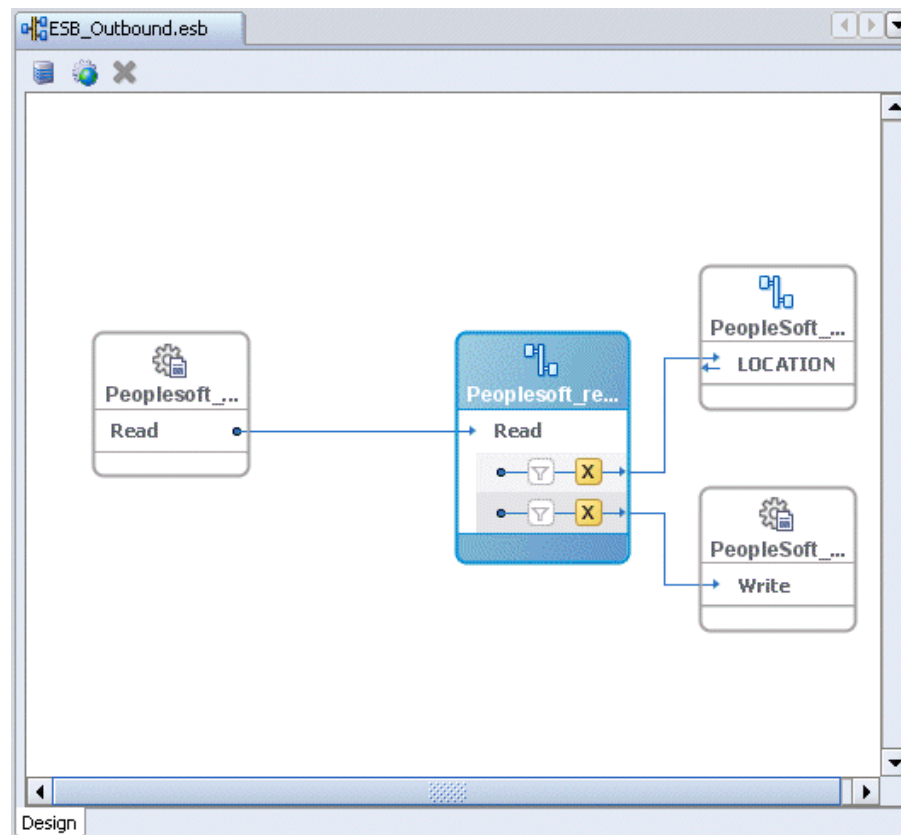 ESB_Outbound.esb
Peoplesoft_...
Read
Peoplesoft_re...
Read
X
X
PeopleSoft_...
LOCATION
PeopleSoft_...
Write
Design